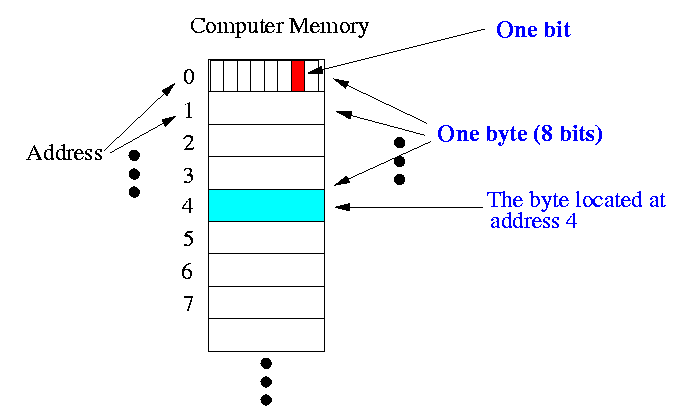 Computer Memory
One bit
0
1
Address
2
One byte (8 bits)
3
4
The byte located at
address 4
5
6
7